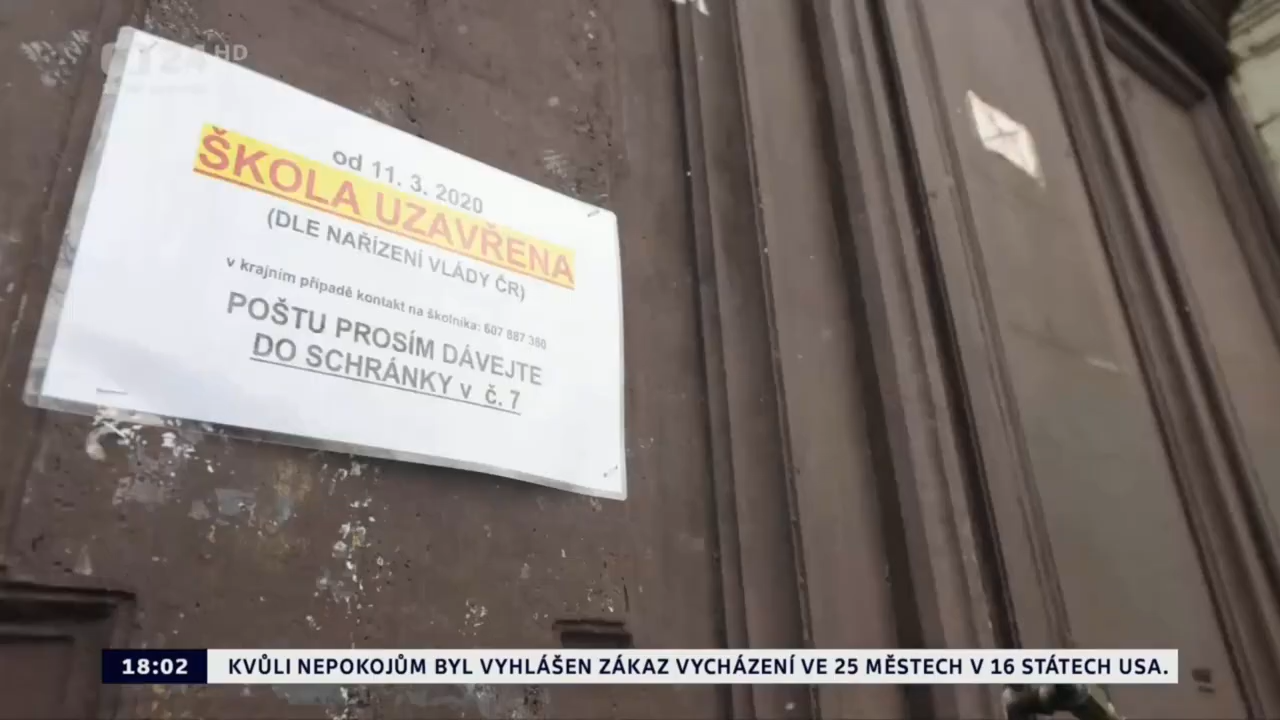 24 HD
od 11. 3. 2020
ŠKOLA UZAVŘENA
(DLE NAŘÍZENÍ VLÁDY ČR)
v krajním případě kontakt na školníka: 607 887 380
POŠTU PROSÍM DÁVEJTE
DO SCHRÁNKY v č. 7
18:02 KVŮLI NEPOKOJŮM BYL VYHLÁŠEN ZÁKAZ VYCHÁZENÍ VE 25 MĚSTECH V 16 STÁTECH USA.